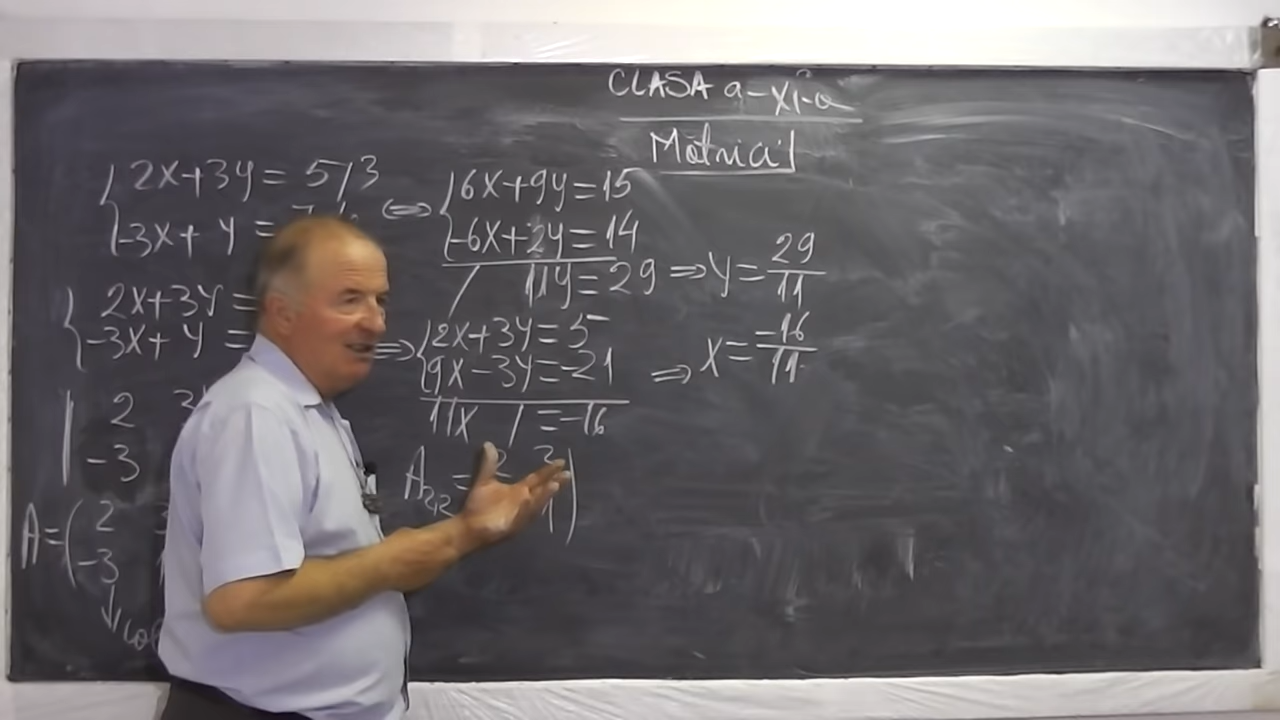 CLASA a-XI-a
Matrici
2x+3y=5/3
-3x+y=
⇔
6x+9y=15
-6x+2y=14
/ 11y=29 ⇒ y=29/11
2x+3y=
-3x+y=
⇒
2x+3y=5
9x-3y=-21
11x / =-16
⇒ x=-16/11
2
-3
A2,2=
A=(2
-3